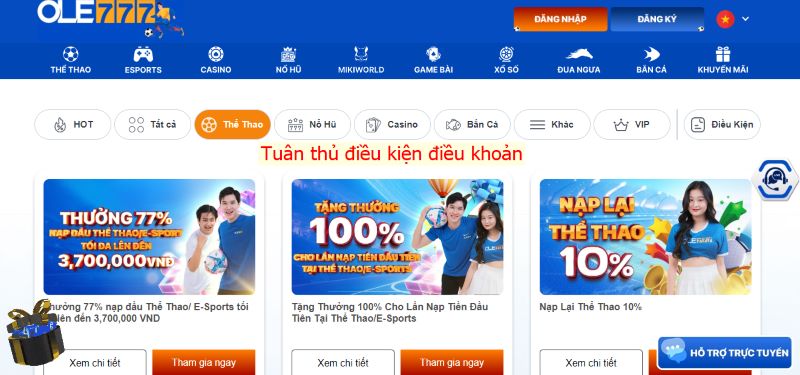 OLE777
ĐĂNG NHẬP
ĐĂNG KÝ
THỂ THAO
ESPORTS
CASINO
NỔ HŨ
MIKIWORLD
GAME BÀI
XỔ SỐ
ĐUA NGỰA
BẮN CÁ
KHUYẾN MÃI
HOT
Tất cả
Thể Thao
Nổ Hũ
Casino
Bắn Cá
Khác
VIP
Điều Kiện
Tuân thủ điều kiện điều khoản
THƯỞNG 77%
NẠP ĐẦU THỂ THAO/E-SPORT
TỐI ĐA LÊN ĐẾN
3,700,000VND
TẶNG THƯỞNG
100%
CHO LẦN NẠP TIỀN ĐẦU TIÊN
TẠI THỂ THAO/E-SPORTS
NẠP LẠI
THỂ THAO
10%
Thưởng 77% nạp đầu Thể Thao/ E-Sports tối
lên đến 3,700,000 VND
Tặng Thưởng 100% Cho Lần Nạp Tiền Đầu
Tiên Tại Thể Thao/E-Sports
Nạp Lại Thể Thao 10%
Xem chi tiết
Tham gia ngay
Xem chi tiết
Tham gia ngay
Xem chi tiết
HỖ TRỢ TRỰC TUYẾN